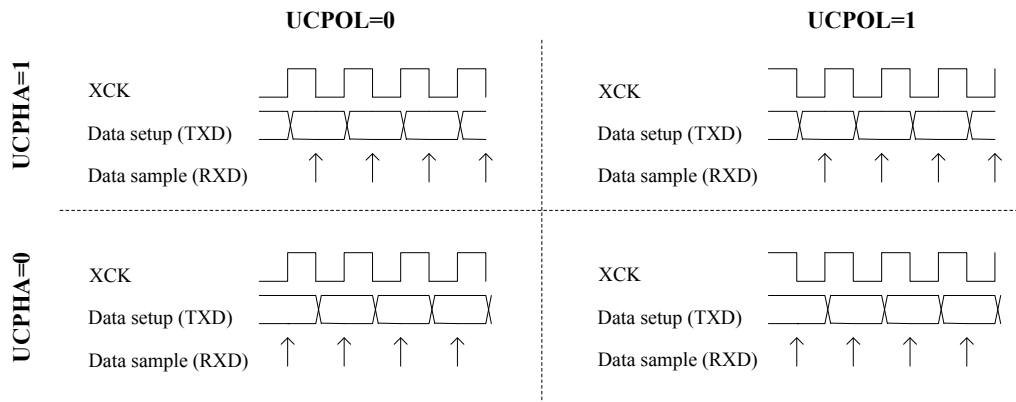 UCPOL=0
UCPOL=1
UCPHA=1
XCK
Data setup (TXD)
Data sample (RXD)
XCK
Data setup (TXD)
Data sample (RXD)
UCPHA=0
XCK
Data setup (TXD)
Data sample (RXD)
XCK
Data setup (TXD)
Data sample (RXD)